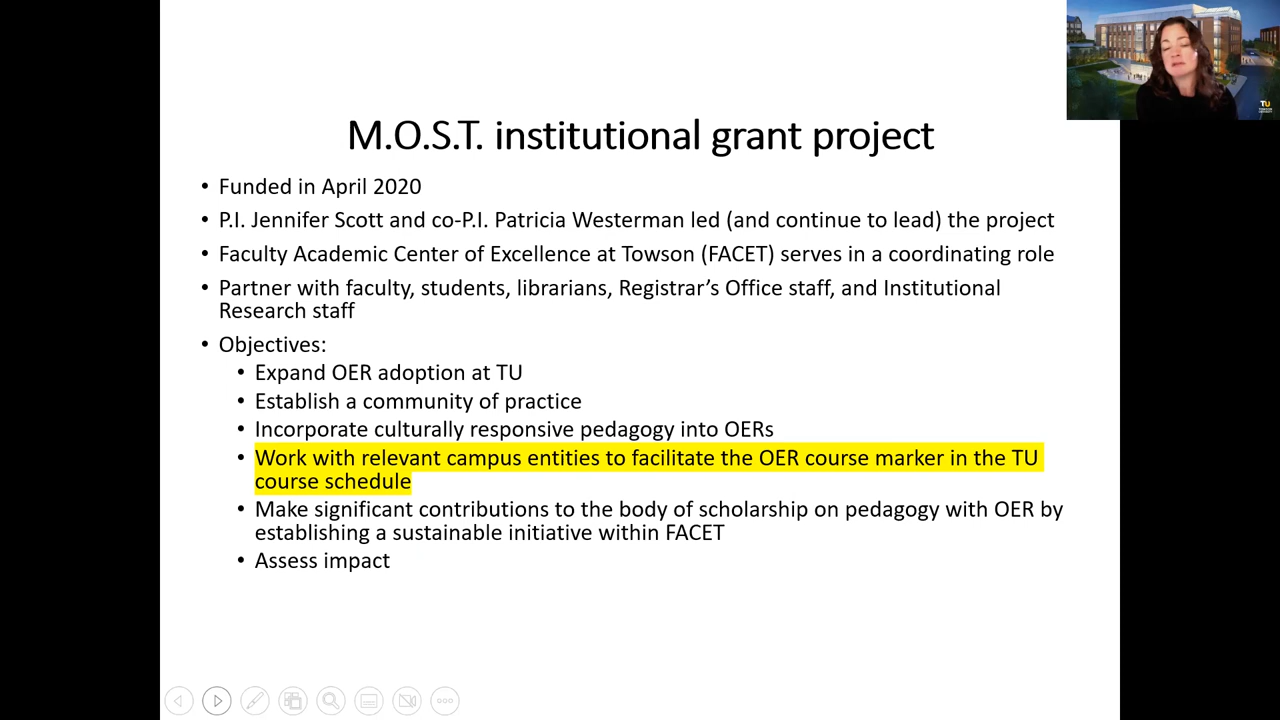 M.O.S.T. institutional grant project
• Funded in April 2020
• P.I. Jennifer Scott and co-P.I. Patricia Westerman led (and continue to lead) the project
• Faculty Academic Center of Excellence at Towson (FACET) serves in a coordinating role
• Partner with faculty, students, librarians, Registrar’s Office staff, and Institutional
Research staff
• Objectives:
• Expand OER adoption at TU
• Establish a community of practice
• Incorporate culturally responsive pedagogy into OERs
• Work with relevant campus entities to facilitate the OER course marker in the TU
course schedule
• Make significant contributions to the body of scholarship on pedagogy with OER by
establishing a sustainable initiative within FACET
• Assess impact
TU